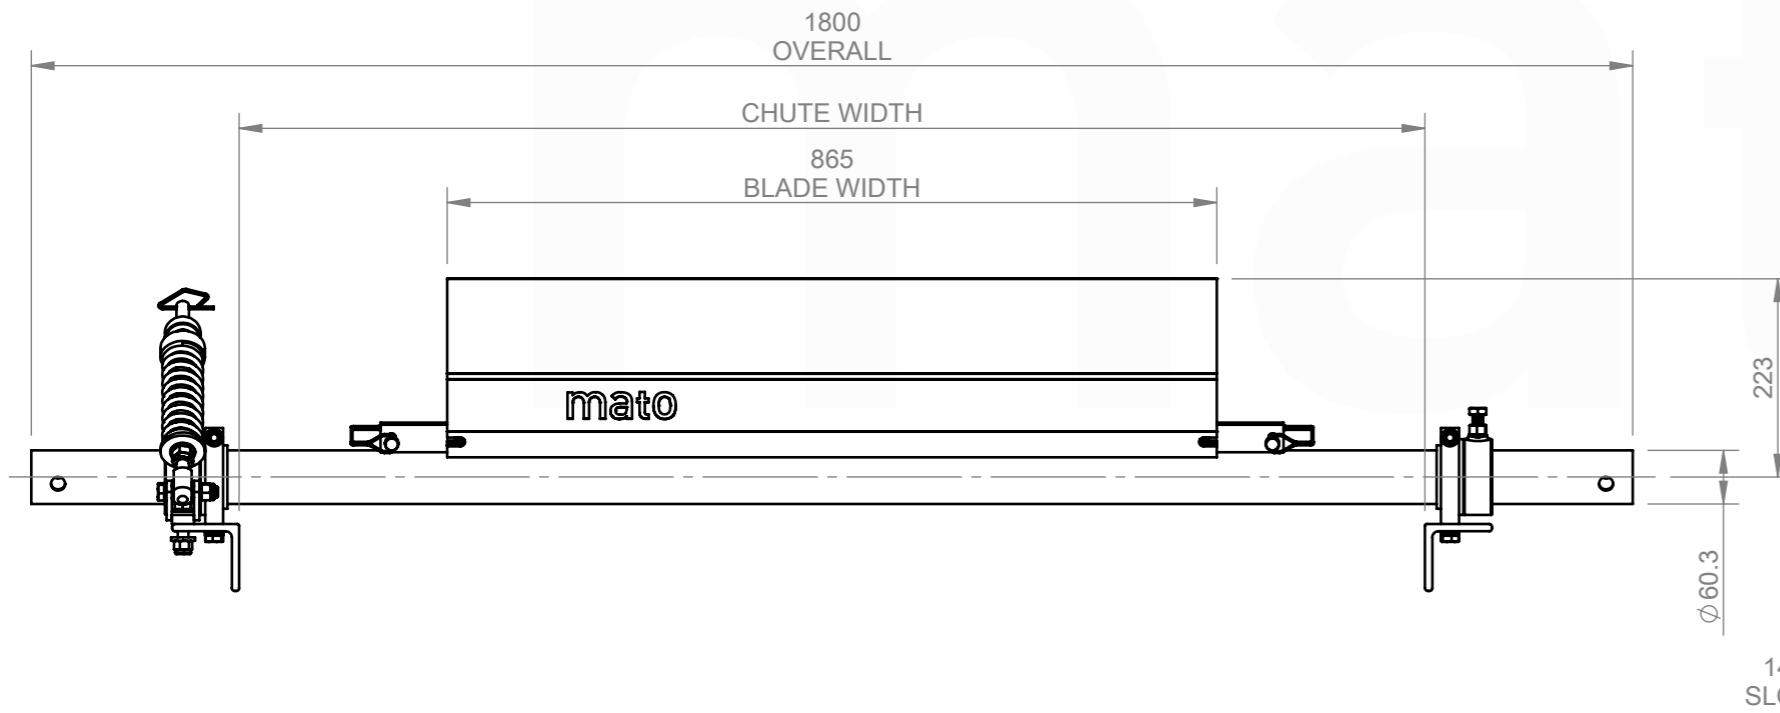 1800
OVERALL
CHUTE WIDTH
865
BLADE WIDTH
mato
223
Ø60.3